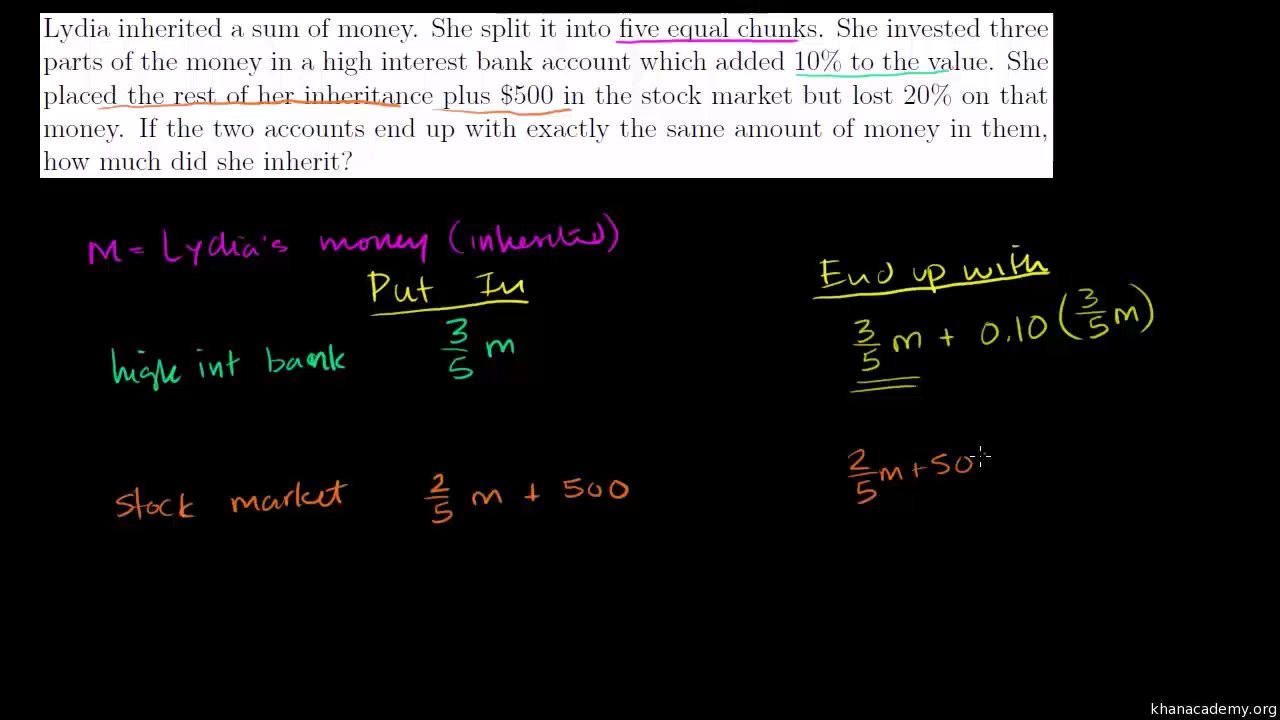 Lydia inherited a sum of money. She split it into five equal chunks. She invested three
parts of the money in a high interest bank account which added 10% to the value. She
placed the rest of her inheritance plus $500 in the stock market but lost 20% on that
money. If the two accounts end up with exactly the same amount of money in them,
how much did she inherit?
M = Lydia's money (inherited)
Put In
End up with
high int bank
3/5 m
3/5 m + 0.10 (3/5 m)
stock market
2/5 m + 500
2/5 m + 50
khanacademy.org